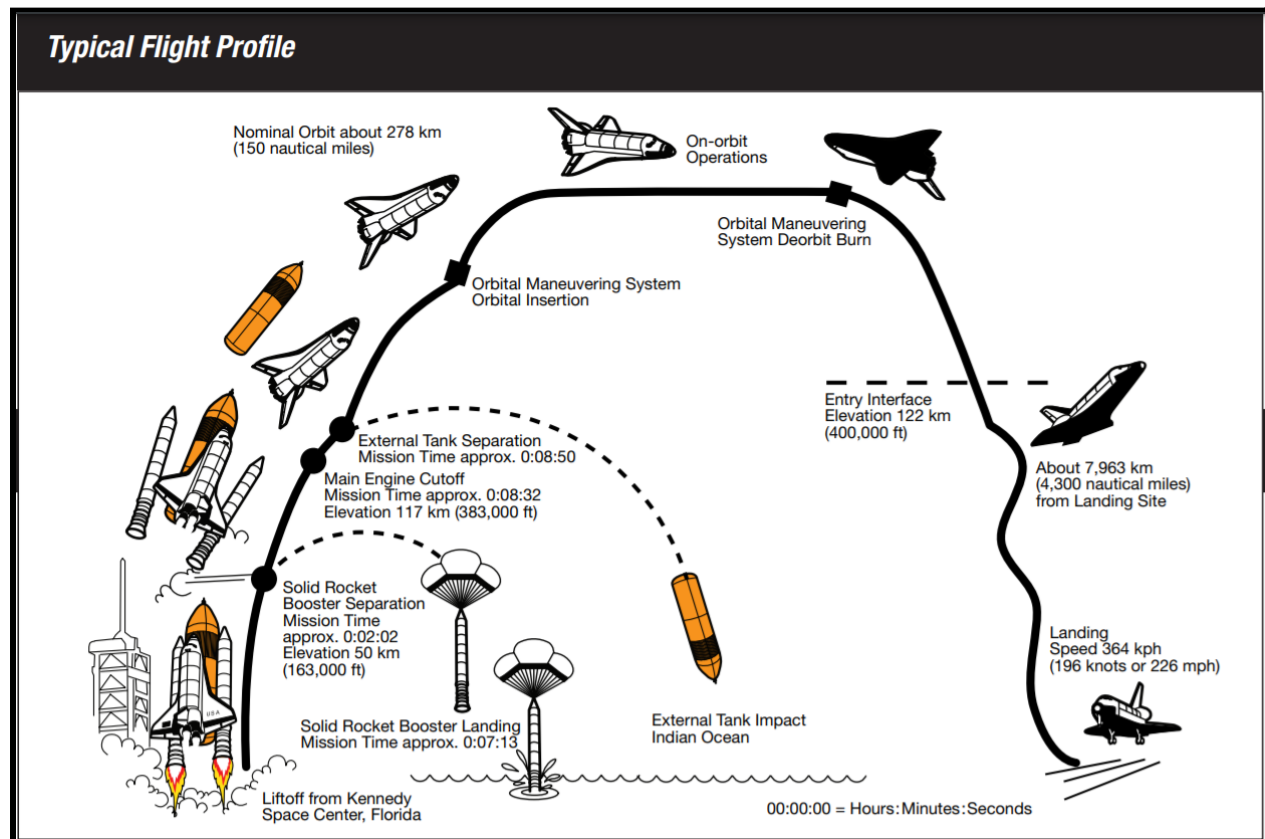 Typical Flight Profile
Nominal Orbit about 278 km
(150 nautical miles)
On-orbit
Operations
Orbital Maneuvering
System Deorbit Burn
Orbital Maneuvering System
Orbital Insertion
Entry Interface
Elevation 122 km
(400,000 ft)
External Tank Separation
Mission Time approx. 0:08:50
Main Engine Cutoff
Mission Time approx. 0:08:32
Elevation 117 km (383,000 ft)
About 7,963 km
(4,300 nautical miles)
from Landing Site
Solid Rocket
Booster Separation
Mission Time
approx. 0:02:02
Elevation 50 km
(163,000 ft)
Landing
Speed 364 kph
(196 knots or 226 mph)
USA
Solid Rocket Booster Landing
Mission Time approx. 0:07:13
External Tank Impact
Indian Ocean
Liftoff from Kennedy
Space Center, Florida
00:00:00 = Hours:Minutes:Seconds